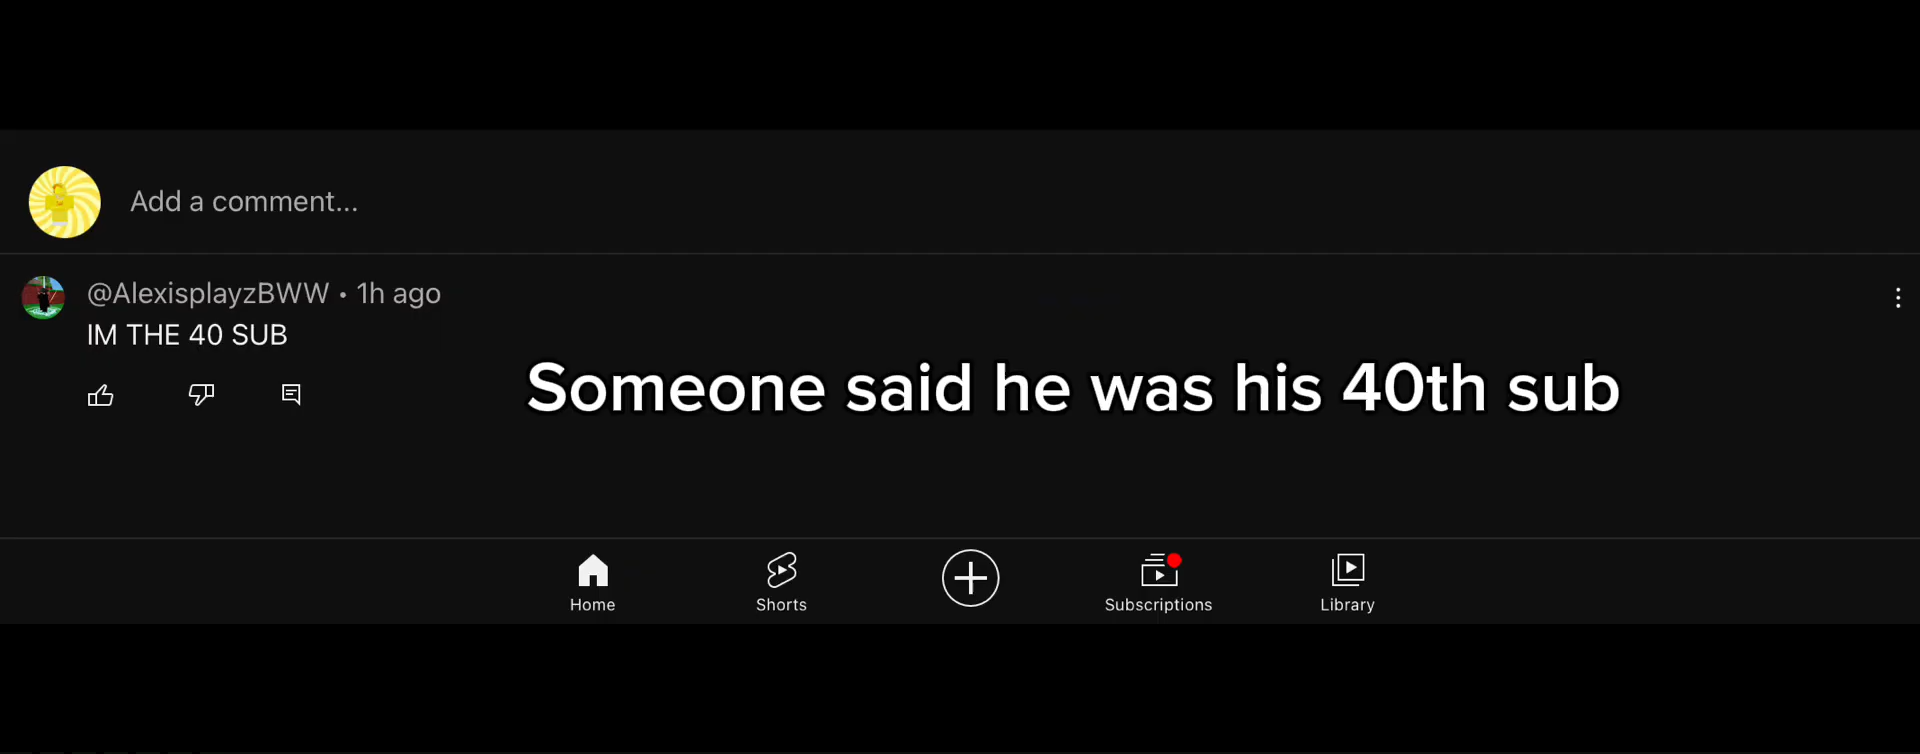 Add a comment...
@AlexisplayzBWW • 1h ago
IM THE 40 SUB
Someone said he was his 40th sub
Home
Shorts
Subscriptions
Library